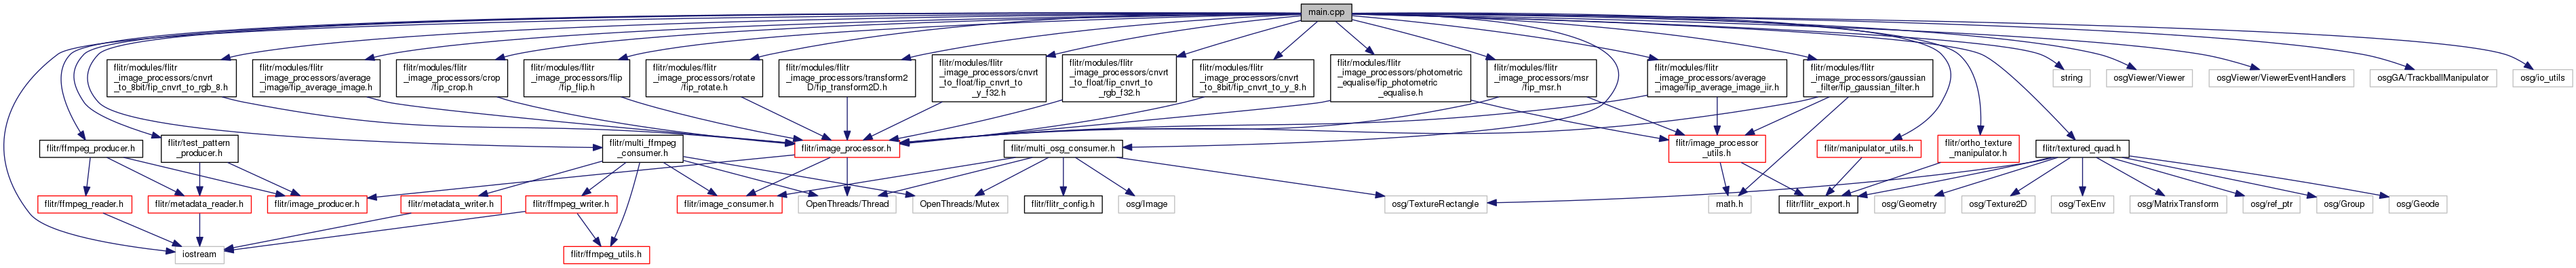 main.cpp
flitr/modules/flitr
_image_processors/cnvrt
_to_8bit/fip_cnvrt_to_rgb_8.h
flitr/modules/flitr
_image_processors/average
_image/fip_average_image.h
flitr/modules/flitr
_image_processors/crop
/fip_crop.h
flitr/modules/flitr
_image_processors/flip
/fip_flip.h
flitr/modules/flitr
_image_processors/rotate
/fip_rotate.h
flitr/modules/flitr
_image_processors/transform2
D/fip_transform2D.h
flitr/modules/flitr
_image_processors/cnvrt
_to_float/fip_cnvrt_to
_y_f32.h
flitr/modules/flitr
_image_processors/cnvrt
_to_float/fip_cnvrt_to
_rgb_f32.h
flitr/modules/flitr
_image_processors/cnvrt
_to_8bit/fip_cnvrt_to_y_8.h
flitr/modules/flitr
_image_processors/photometric
_equalise/fip_photometric
_equalise.h
flitr/modules/flitr
_image_processors/msr
/fip_msr.h
flitr/modules/flitr
_image_processors/average
_image/fip_average_image_iir.h
flitr/modules/flitr
_image_processors/gaussian
_filter/fip_gaussian_filter.h
string
osgViewer/Viewer
osgViewer/ViewerEventHandlers
osgGA/TrackballManipulator
osg/io_utils
flitr/ffmpeg_producer.h
flitr/test_pattern
_producer.h
flitr/multi_ffmpeg
_consumer.h
flitr/image_processor.h
flitr/multi_osg_consumer.h
flitr/image_processor
_utils.h
flitr/manipulator_utils.h
flitr/ortho_texture
_manipulator.h
flitr/textured_quad.h
flitr/ffmpeg_reader.h
flitr/metadata_reader.h
flitr/image_producer.h
flitr/metadata_writer.h
flitr/ffmpeg_writer.h
flitr/image_consumer.h
OpenThreads/Thread
OpenThreads/Mutex
flitr/flitr_config.h
osg/Image
osg/TextureRectangle
math.h
flitr/flitr_export.h
osg/Geometry
osg/Texture2D
osg/TexEnv
osg/MatrixTransform
osg/ref_ptr
osg/Group
osg/Geode
iostream
flitr/ffmpeg_utils.h